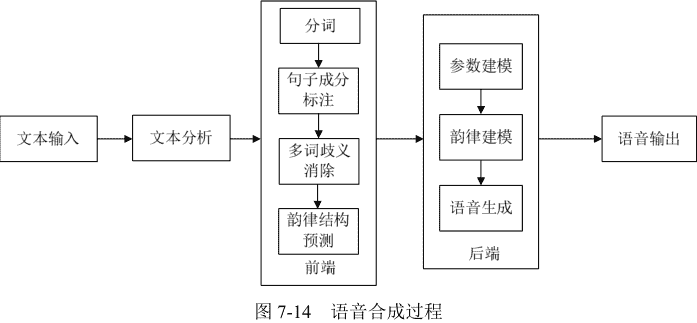 文本输入
文本分析
分词
句子成分
标注
多词歧义
消除
韵律结构
预测
前端
参数建模
韵律建模
语音生成
后端
语音输出
图 7-14 语音合成过程